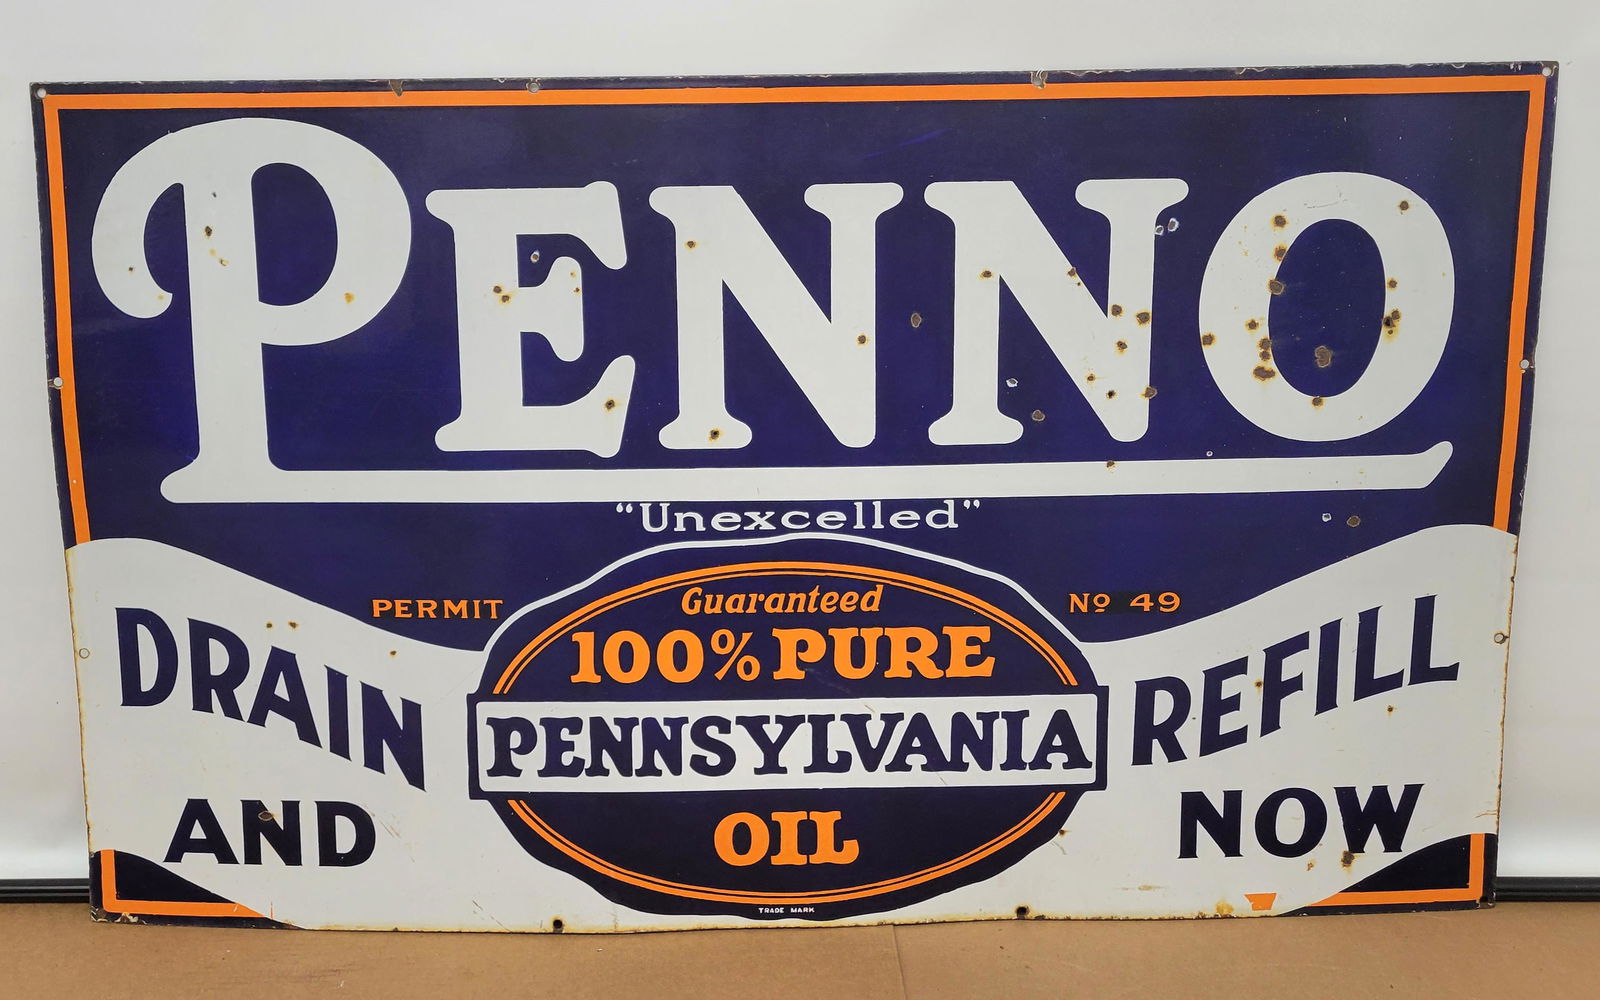 PENNO
"Unexcelled"
PERMIT Nº 49
Guaranteed
100% PURE
PENNSYLVANIA
OIL
TRADE MARK
DRAIN
AND
REFILL
NOW